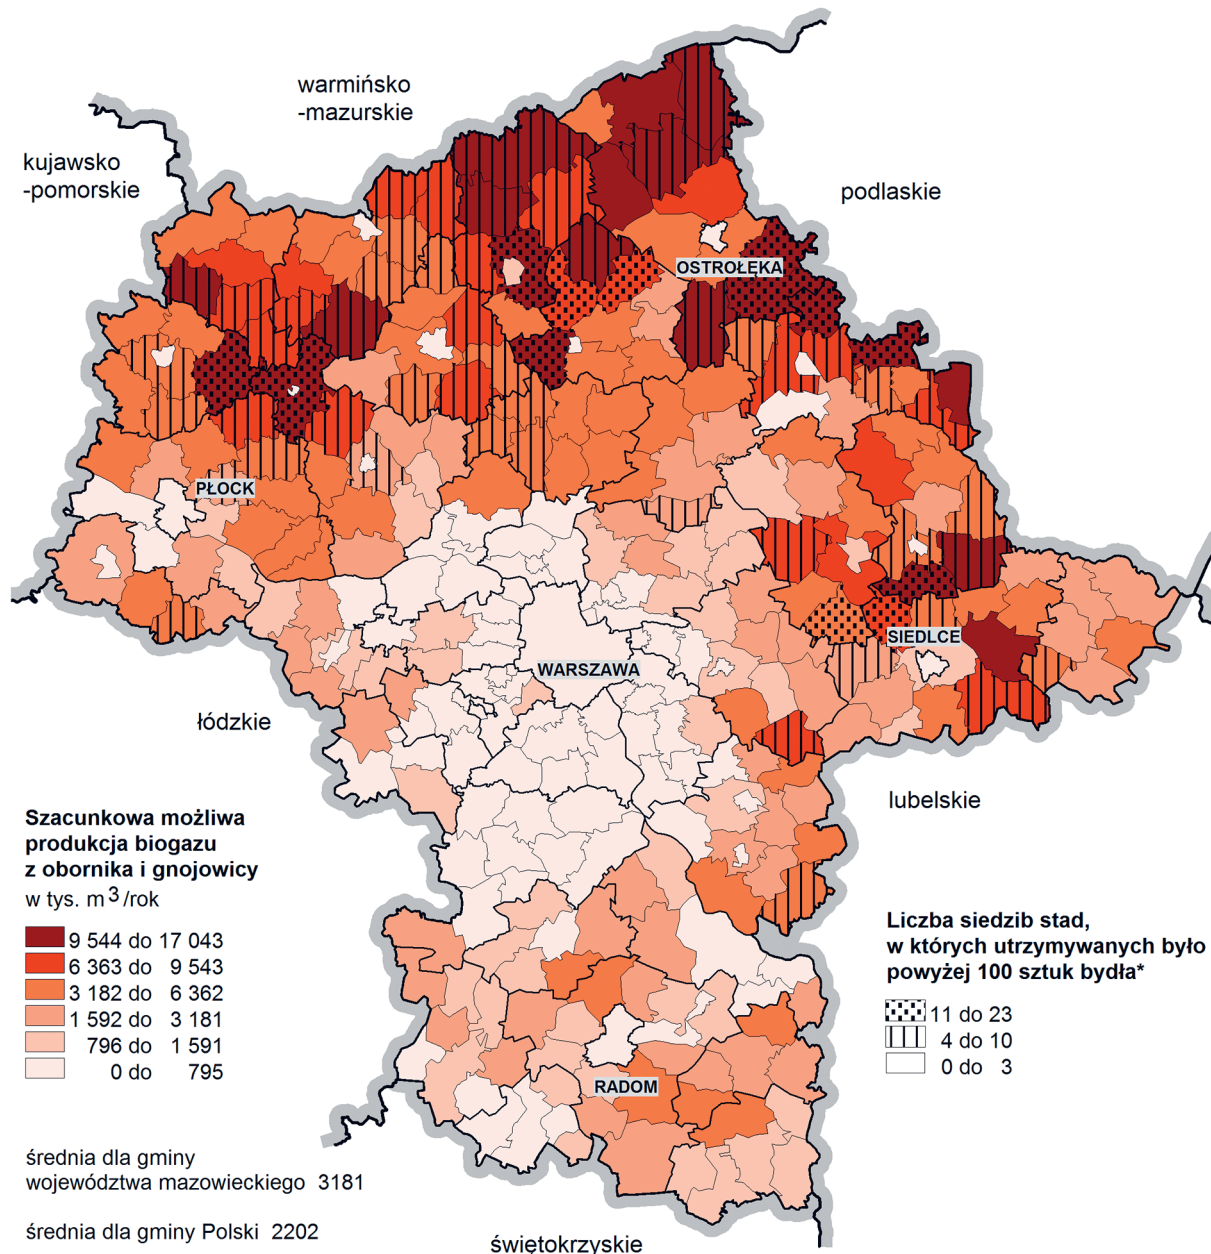 warmińsko
-mazurskie
kujawsko
-pomorskie
podlaskie
OSTROŁĘKA
PŁOCK
SIEDLCE
WARSZAWA
łódzkie
lubelskie
Szacunkowa możliwa
produkcja biogazu
z obornika i gnojowicy
w tys. m3/rok
9 544 do 17 043
6 363 do 9 543
3 182 do 6 362
1 592 do 3 181
796 do 1 591
0 do 795
Liczba siedzib stad,
w których utrzymywanych było
powyżej 100 sztuk bydła*
11 do 23
4 do 10
0 do 3
RADOM
średnia dla gminy
województwa mazowieckiego 3181
średnia dla gminy Polski 2202
świętokrzyskie